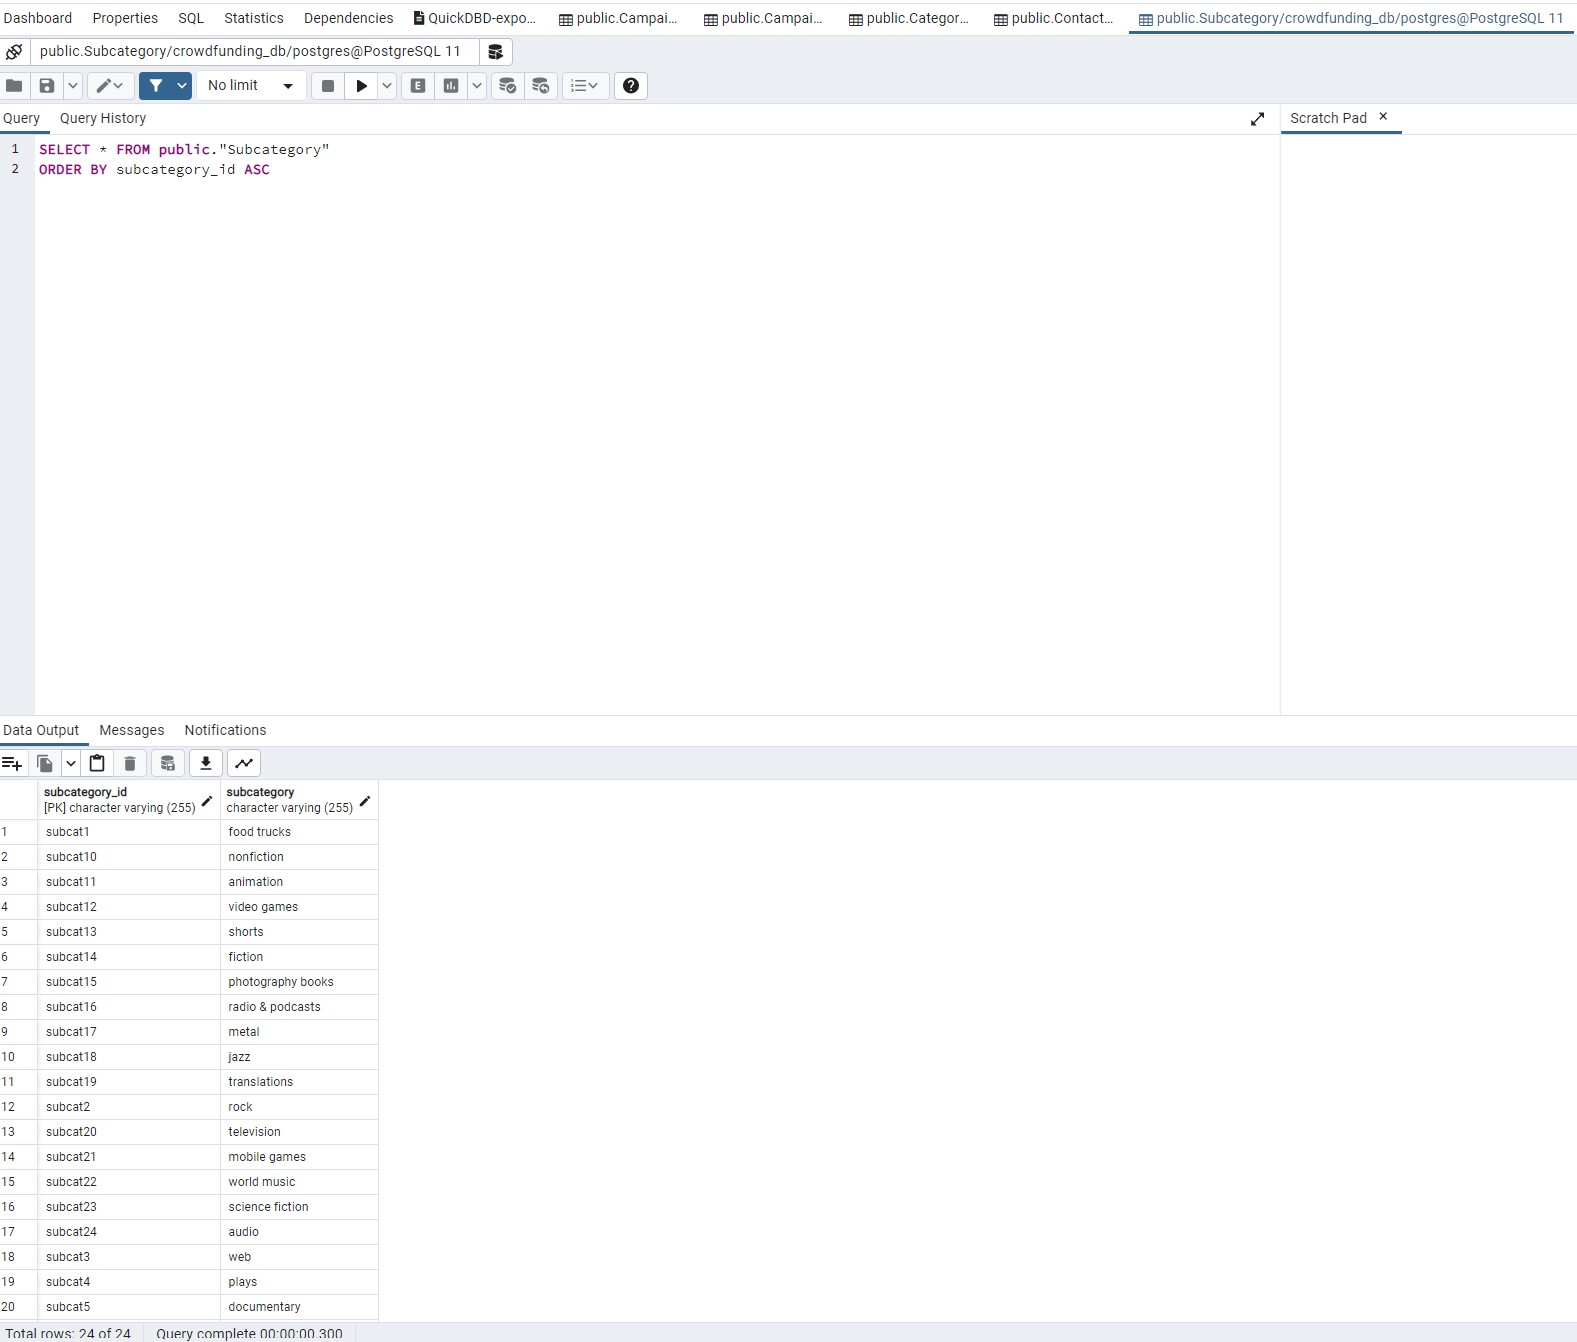 Dashboard Properties SQL Statistics Dependencies QuickDBD-expo... public.Campai... public.Campai... public.Categor... public.Contact... public.Subcategory/crowdfunding_db/postgres@PostgreSQL 11
public.Subcategory/crowdfunding_db/postgres@PostgreSQL 11
No limit E
Query Query History Scratch Pad
1 SELECT * FROM public."Subcategory"
2 ORDER BY subcategory_id ASC
Data Output Messages Notifications
subcategory_id subcategory
[PK] character varying (255) character varying (255)
1 subcat1 food trucks
2 subcat10 nonfiction
3 subcat11 animation
4 subcat12 video games
5 subcat13 shorts
6 subcat14 fiction
7 subcat15 photography books
8 subcat16 radio & podcasts
9 subcat17 metal
10 subcat18 jazz
11 subcat19 translations
12 subcat2 rock
13 subcat20 television
14 subcat21 mobile games
15 subcat22 world music
16 subcat23 science fiction
17 subcat24 audio
18 subcat3 web
19 subcat4 plays
20 subcat5 documentary
Total rows: 24 of 24 Query complete 00:00:00.300